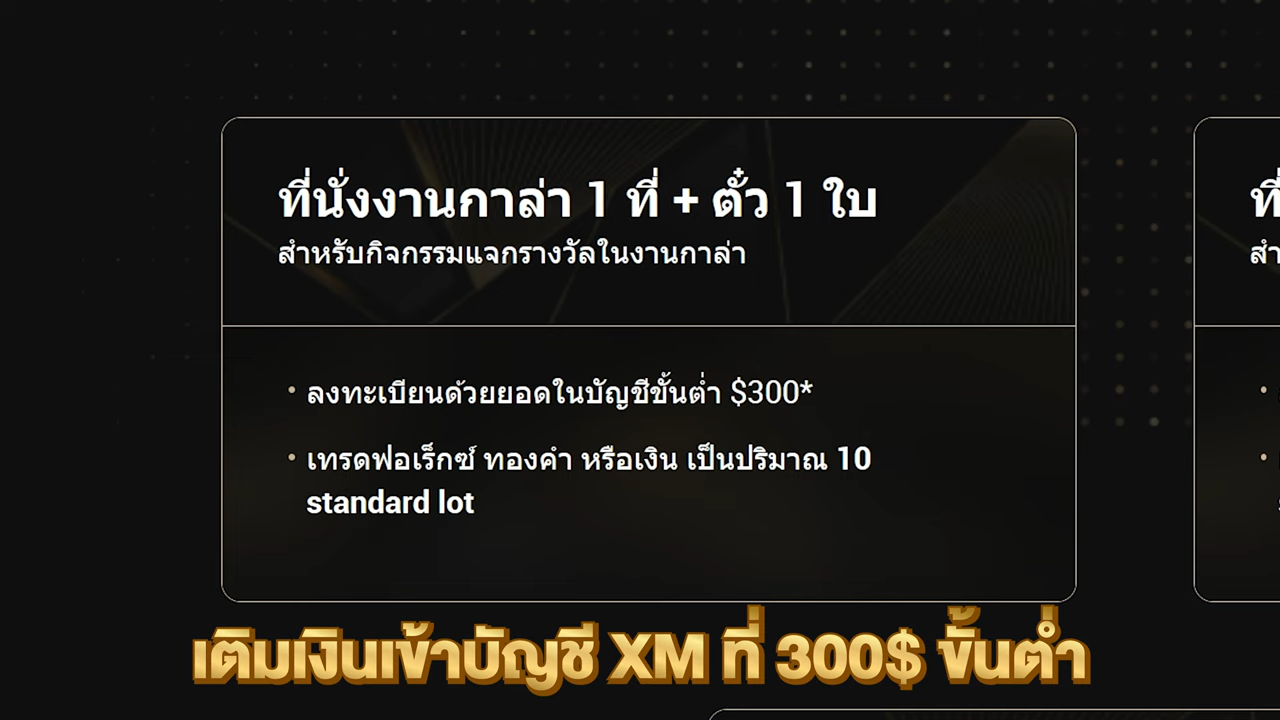 ที่นั่งงานกาล่า 1 ที่ + ตั๋ว 1 ใบ
สำหรับกิจกรรมแจกรางวัลในงานกาล่า
• ลงทะเบียนด้วยยอดในบัญชีขั้นต่ำ $300*
• เทรดฟอเร็กซ์ ทองคำ หรือเงิน เป็นปริมาณ 10
standard lot
เติมเงินเข้าบัญชี XM ที่ 300$ ขั้นต่ำ